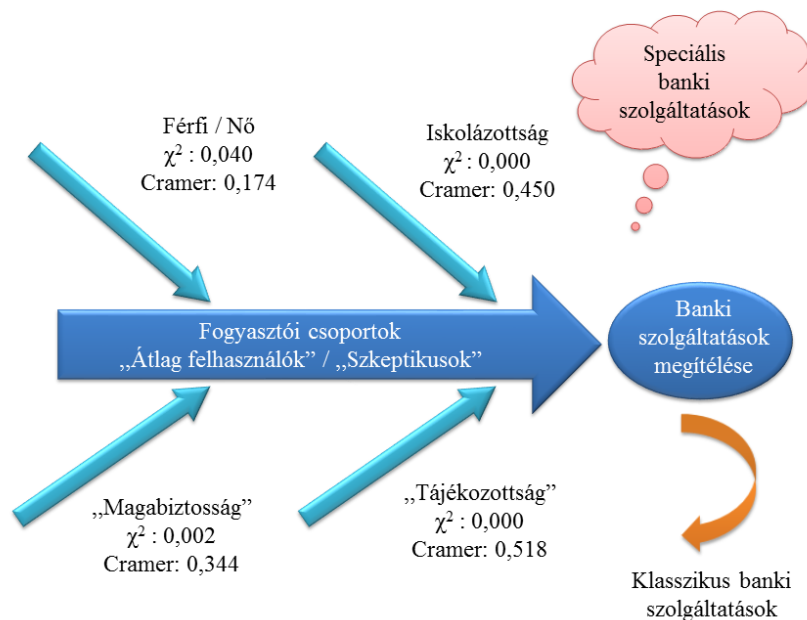 Speciális
banki
szolgáltatások
Férfi / Nő
χ² : 0,040
Cramer: 0,174
Iskolázottság
χ² : 0,000
Cramer: 0,450
Fogyasztói csoportok
„Átlag felhasználók” / „Szkeptikusok”
Banki
szolgáltatások
megítélése
„Magabiztosság”
χ² : 0,002
Cramer: 0,344
„Tájékozottság”
χ² : 0,000
Cramer: 0,518
Klasszikus banki
szolgáltatások